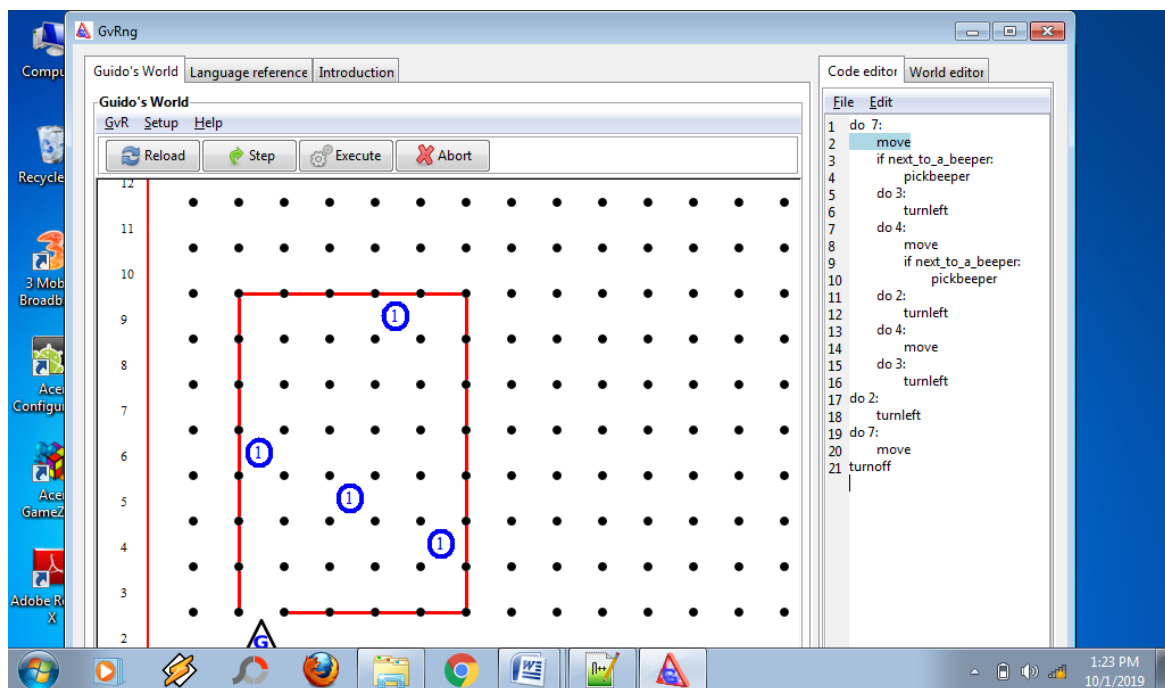 GvRng
Compu
Guido's World Language reference Introduction
Code editor World editor
Guido's World
GvR Setup Help
File Edit
Reload Step Execute Abort
Recycle
3 Mob
Broadb
Acer
Configur
Acer
GameZ
Adobe R
X
12
11
10
9
8
7
6
5
4
3
2
1
1
1
1
G
1 do 7:
2 move
3 if next_to_a_beeper:
4 pickbeeper
5 do 3:
6 turnleft
7 do 4:
8 move
9 if next_to_a_beeper:
10 pickbeeper
11 do 2:
12 turnleft
13 do 4:
14 move
15 do 3:
16 turnleft
17 do 2:
18 turnleft
19 do 7:
20 move
21 turnoff
1:23 PM
10/1/2019